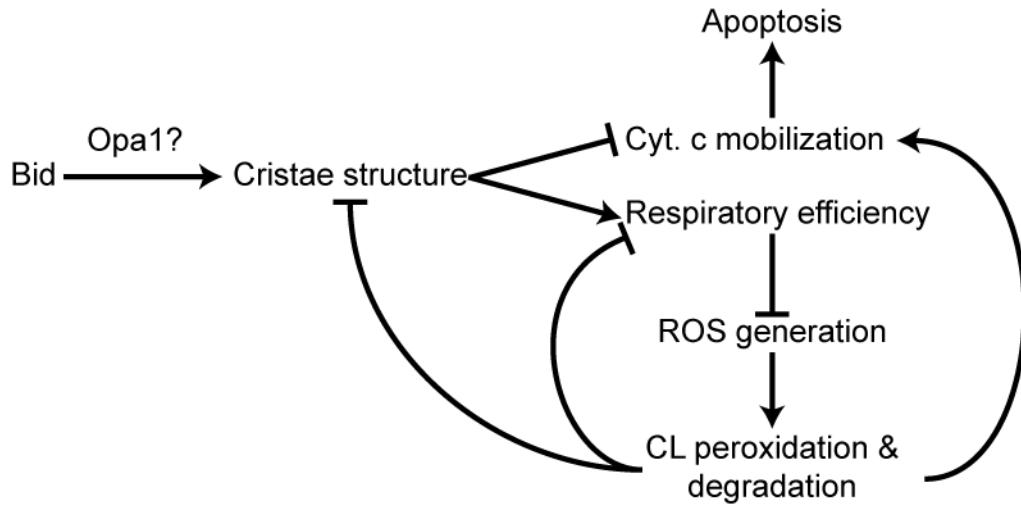 Apoptosis
Opa1?
Cyt. c mobilization
Bid
Cristae structure
Respiratory efficiency
ROS generation
CL peroxidation &
degradation